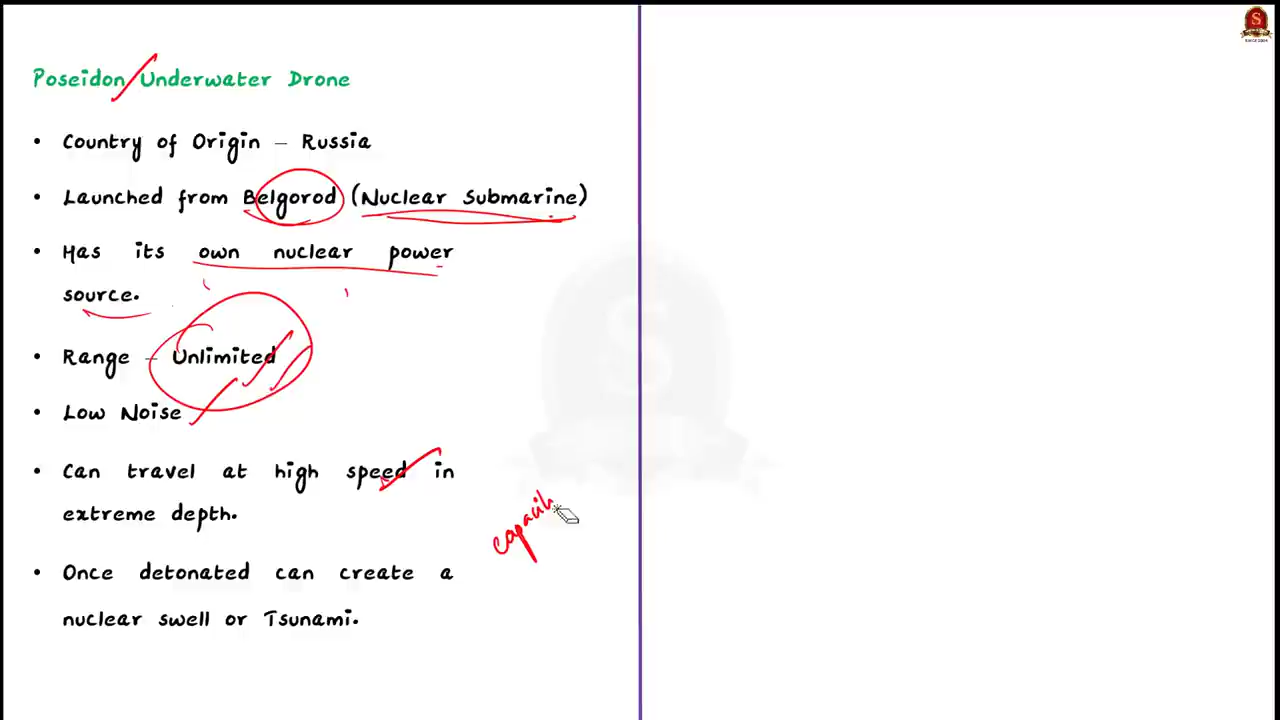 Poseidon/Underwater Drone
• Country of Origin – Russia
• Launched from Belgorod (Nuclear Submarine)
• Has its own nuclear power
source.
• Range – Unlimited
• Low Noise
• Can travel at high speed in
extreme depth.
• Once detonated can create a
nuclear swell or Tsunami.